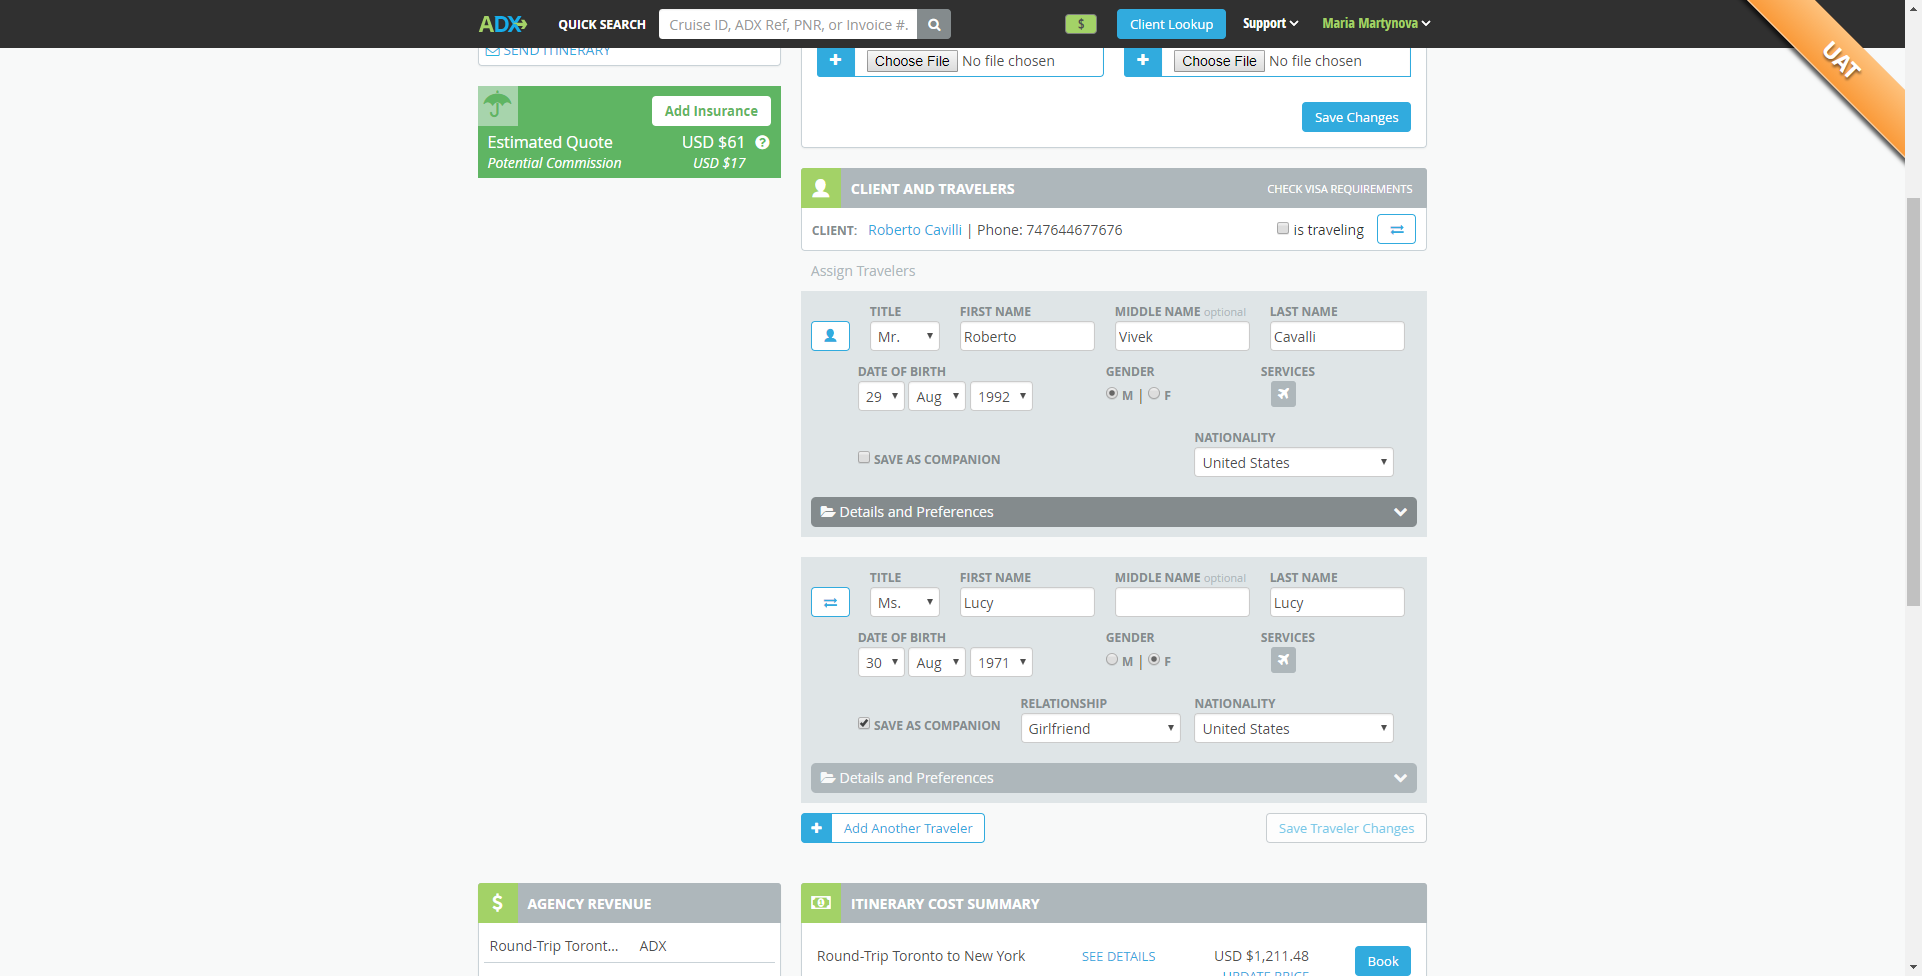 ADX QUICK SEARCH Cruise ID, ADX Ref, PNR, or Invoice #. $ Client Lookup Support Maria Martynova
UAT
SEND ITINERARY
Choose File No file chosen
Choose File No file chosen
Save Changes
Add Insurance
Estimated Quote USD $61 ?
Potential Commission USD $17
CLIENT AND TRAVELERS CHECK VISA REQUIREMENTS
CLIENT: Roberto Cavilli | Phone: 747644677676 is traveling
Assign Travelers
TITLE FIRST NAME MIDDLE NAME optional LAST NAME
Mr. Roberto Vivek Cavalli
DATE OF BIRTH GENDER SERVICES
29 Aug 1992 M | F
NATIONALITY
SAVE AS COMPANION United States
Details and Preferences
TITLE FIRST NAME MIDDLE NAME optional LAST NAME
Ms. Lucy Lucy
DATE OF BIRTH GENDER SERVICES
30 Aug 1971 M | F
RELATIONSHIP NATIONALITY
SAVE AS COMPANION Girlfriend United States
Details and Preferences
+ Add Another Traveler Save Traveler Changes
$ AGENCY REVENUE
Round-Trip Toront... ADX
ITINERARY COST SUMMARY
Round-Trip Toronto to New York SEE DETAILS USD $1,211.48 Book
UPDATE PRICE